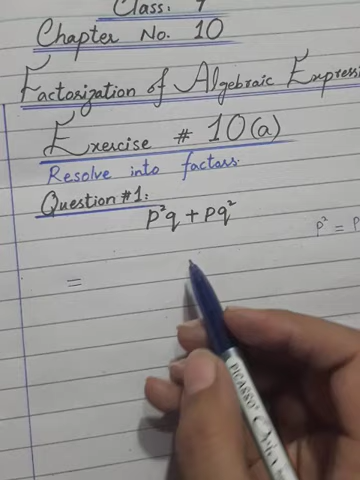 Class: 7
Chapter No. 10
Factorization of Algebraic Expressi
Exercise # 10(a)
Resolve into factors.
Question #1:
p²q + pq²
p² = p
=
PICASSO